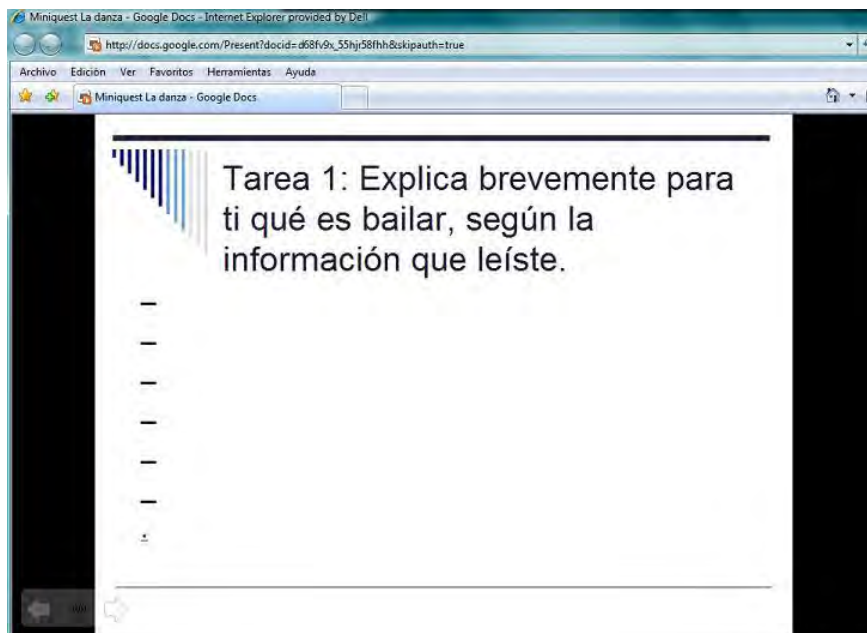 Miniquest La danza - Google Docs - Internet Explorer provided by Dell
http://docs.google.com/Present?docid=d68fv9x_55hjr58fhh&skipauth=true
Archivo Edición Ver Favoritos Herramientas Ayuda
Miniquest La danza - Google Docs
Tarea 1: Explica brevemente para
ti qué es bailar, según la
información que leíste.